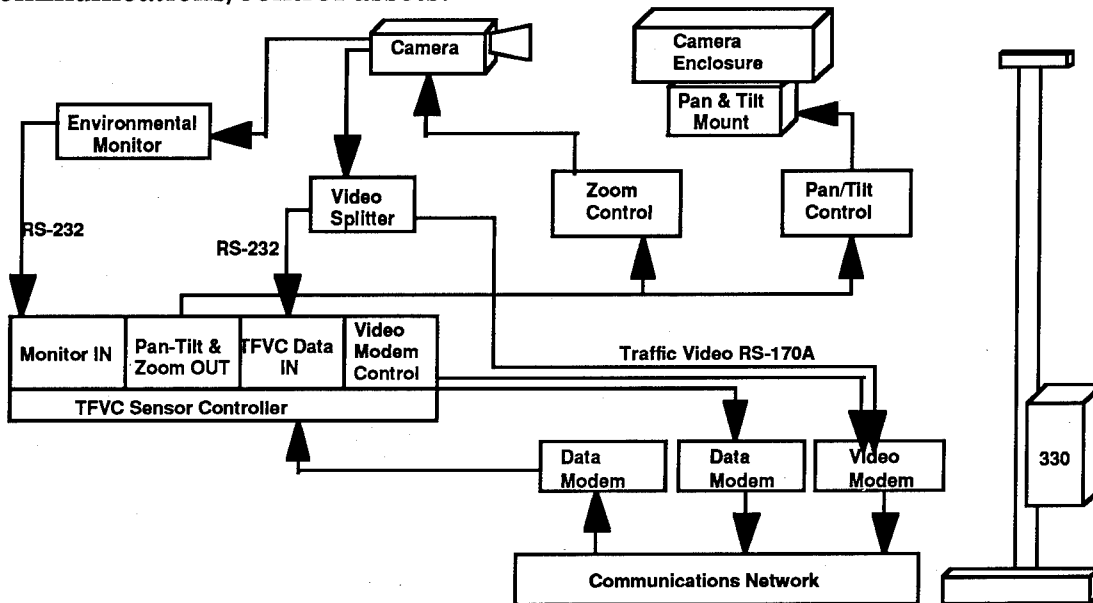 Camera
Camera
Enclosure
Pan & Tilt
Mount
Environmental
Monitor
Video
Splitter
Zoom
Control
Pan/Tilt
Control
RS-232
RS-232
Monitor IN
Pan-Tilt &
Zoom OUT
TFVC Data
IN
Video
Modem
Control
Traffic Video RS-170A
TFVC Sensor Controller
Data
Modem
Data
Modem
Video
Modem
330
Communications Network